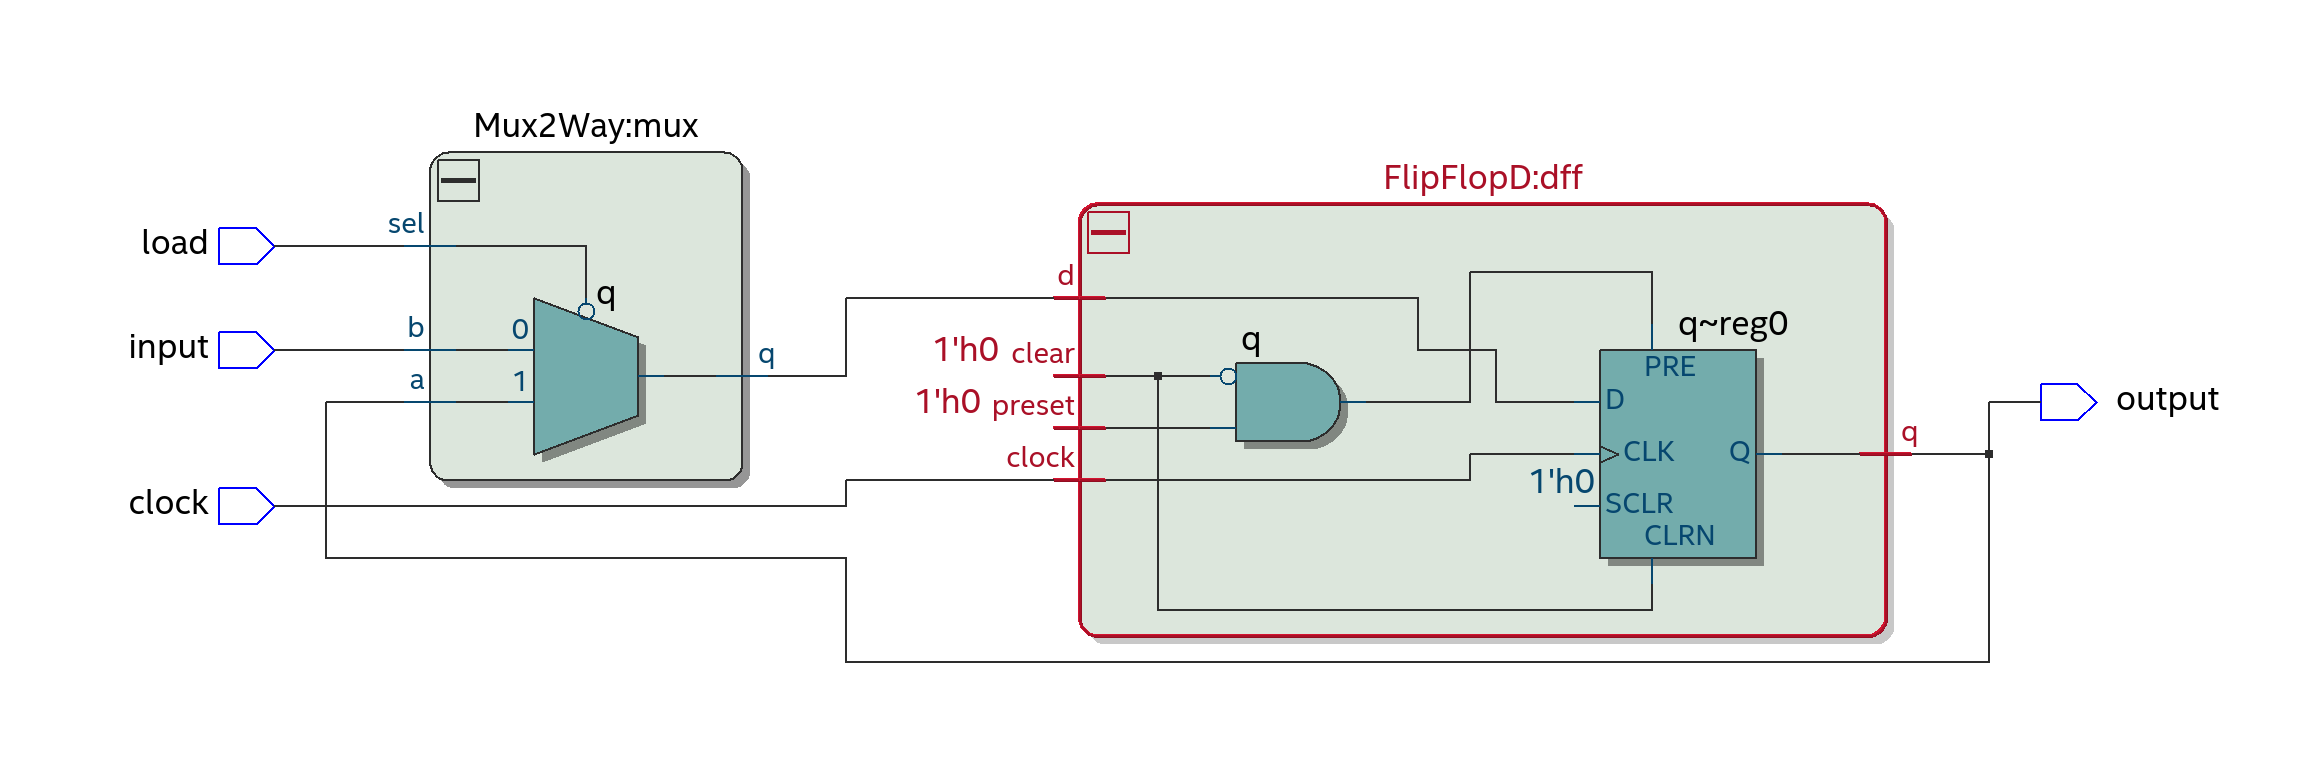 Mux2Way:mux
FlipFlopD:dff
load
sel
q
input
b
0
a
1
q
clock
d
1'h0 clear
1'h0 preset
clock
q
q~reg0
PRE
D
CLK
Q
1'h0
SCLR
CLRN
q
output